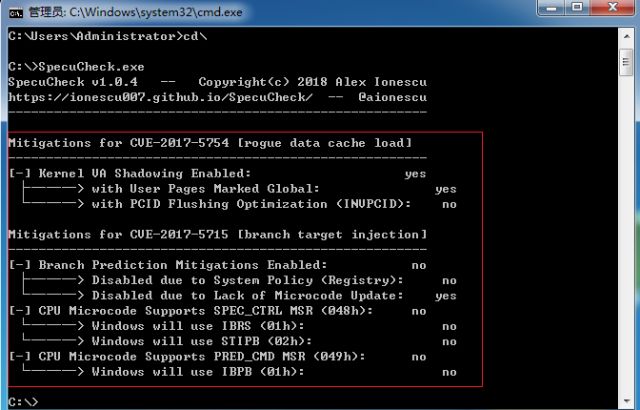 管理员: C:\Windows\system32\cmd.exe
C:\Users\Administrator>cd\
C:\>SpecuCheck.exe
SpecuCheck v1.0.4  --  Copyright(c) 2018 Alex Ionescu
https://ionescu007.github.io/SpecuCheck/  --  @aionescu
-------------------------------------------------------
Mitigations for CVE-2017-5754 [rogue data cache load]
-------------------------------------------------------
[-] Kernel VA Shadowing Enabled: yes
├──────> with User Pages Marked Global: yes
└──────> with PCID Flushing Optimization (INVPCID): no
Mitigations for CVE-2017-5715 [branch target injection]
-------------------------------------------------------
[-] Branch Prediction Mitigations Enabled: no
├──────> Disabled due to System Policy (Registry): no
└──────> Disabled due to Lack of Microcode Update: yes
[-] CPU Microcode Supports SPEC_CTRL MSR (048h): no
├──────> Windows will use IBRS (01h): no
└──────> Windows will use STIPB (02h): no
[-] CPU Microcode Supports PRED_CMD MSR (049h): no
└──────> Windows will use IBPB (01h): no
C:\>